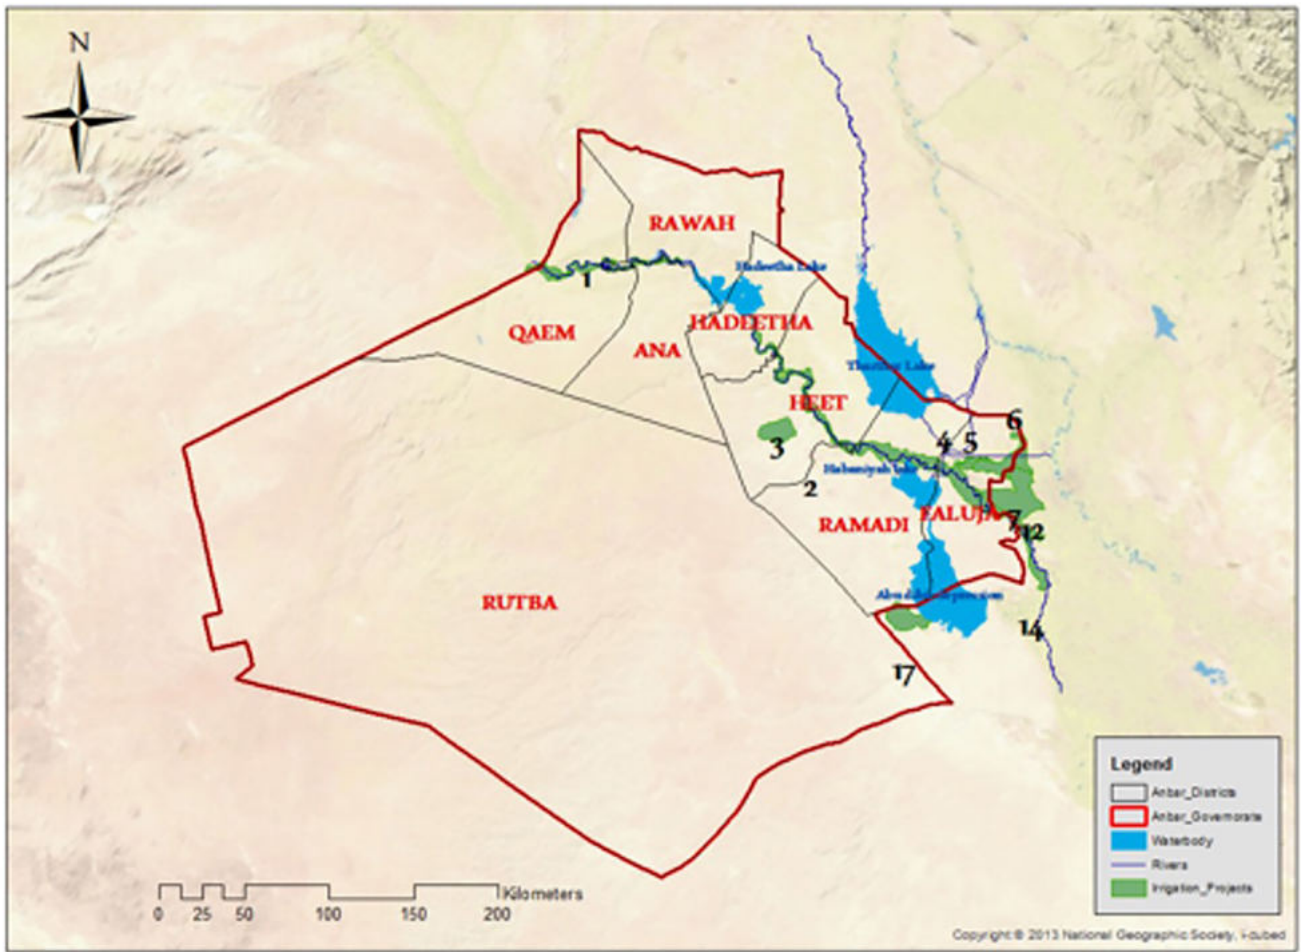 N
RAWAH
Hadeetha Lake
1
QAEM
HADEETHA
ANA
Tharthar Lake
HEET
6
4
5
3
Habaniyah Lake
2
RAMADI
FALUJA
7
12
RUTBA
14
17
Legend
Anbar_Districts
Anbar_Governorate
Waterbody
Rivers
Irrigation_Projects
Kilometers
0 25 50 100 150 200
Copyright:© 2013 National Geographic Society, i-cubed